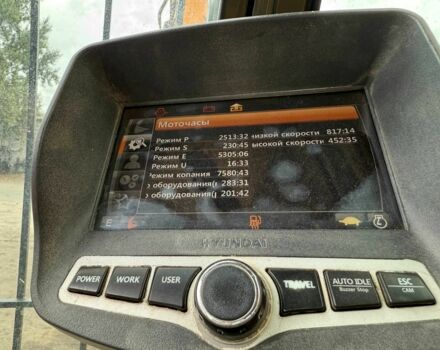 Моточасы
Режим P 2513:32 низкой скорости 817:14
Режим S 230:45 высокой скорости 452:35
Режим E 5305:06
Режим U 16:33
Режим копания 7580:43
о оборудования( 283:31
о оборудования( 201:42
E
HYUNDAI
POWER
WORK
USER
TRAVEL
AUTO IDLE
Buzzer Stop
ESC
CAM